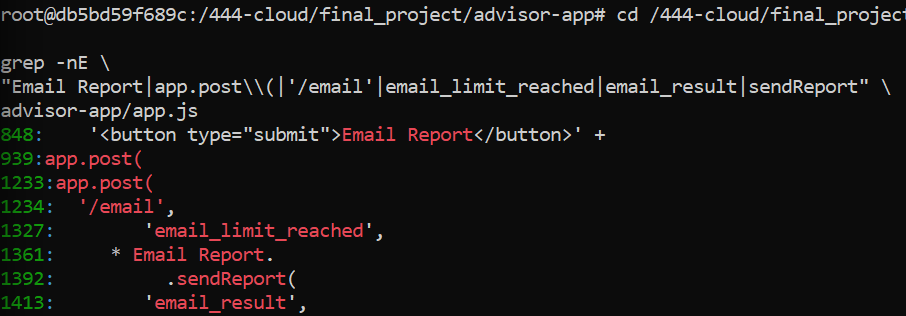 root@db5bd59f689c:/444-cloud/final_project/advisor-app# cd /444-cloud/final_project
grep -nE \
"Email Report|app.post\\(|'/email'|email_limit_reached|email_result|sendReport" \
advisor-app/app.js
848:    '<button type="submit">Email Report</button>' +
939:app.post(
1233:app.post(
1234:  '/email',
1327:        'email_limit_reached',
1361:     * Email Report.
1392:          .sendReport(
1413:        'email_result',